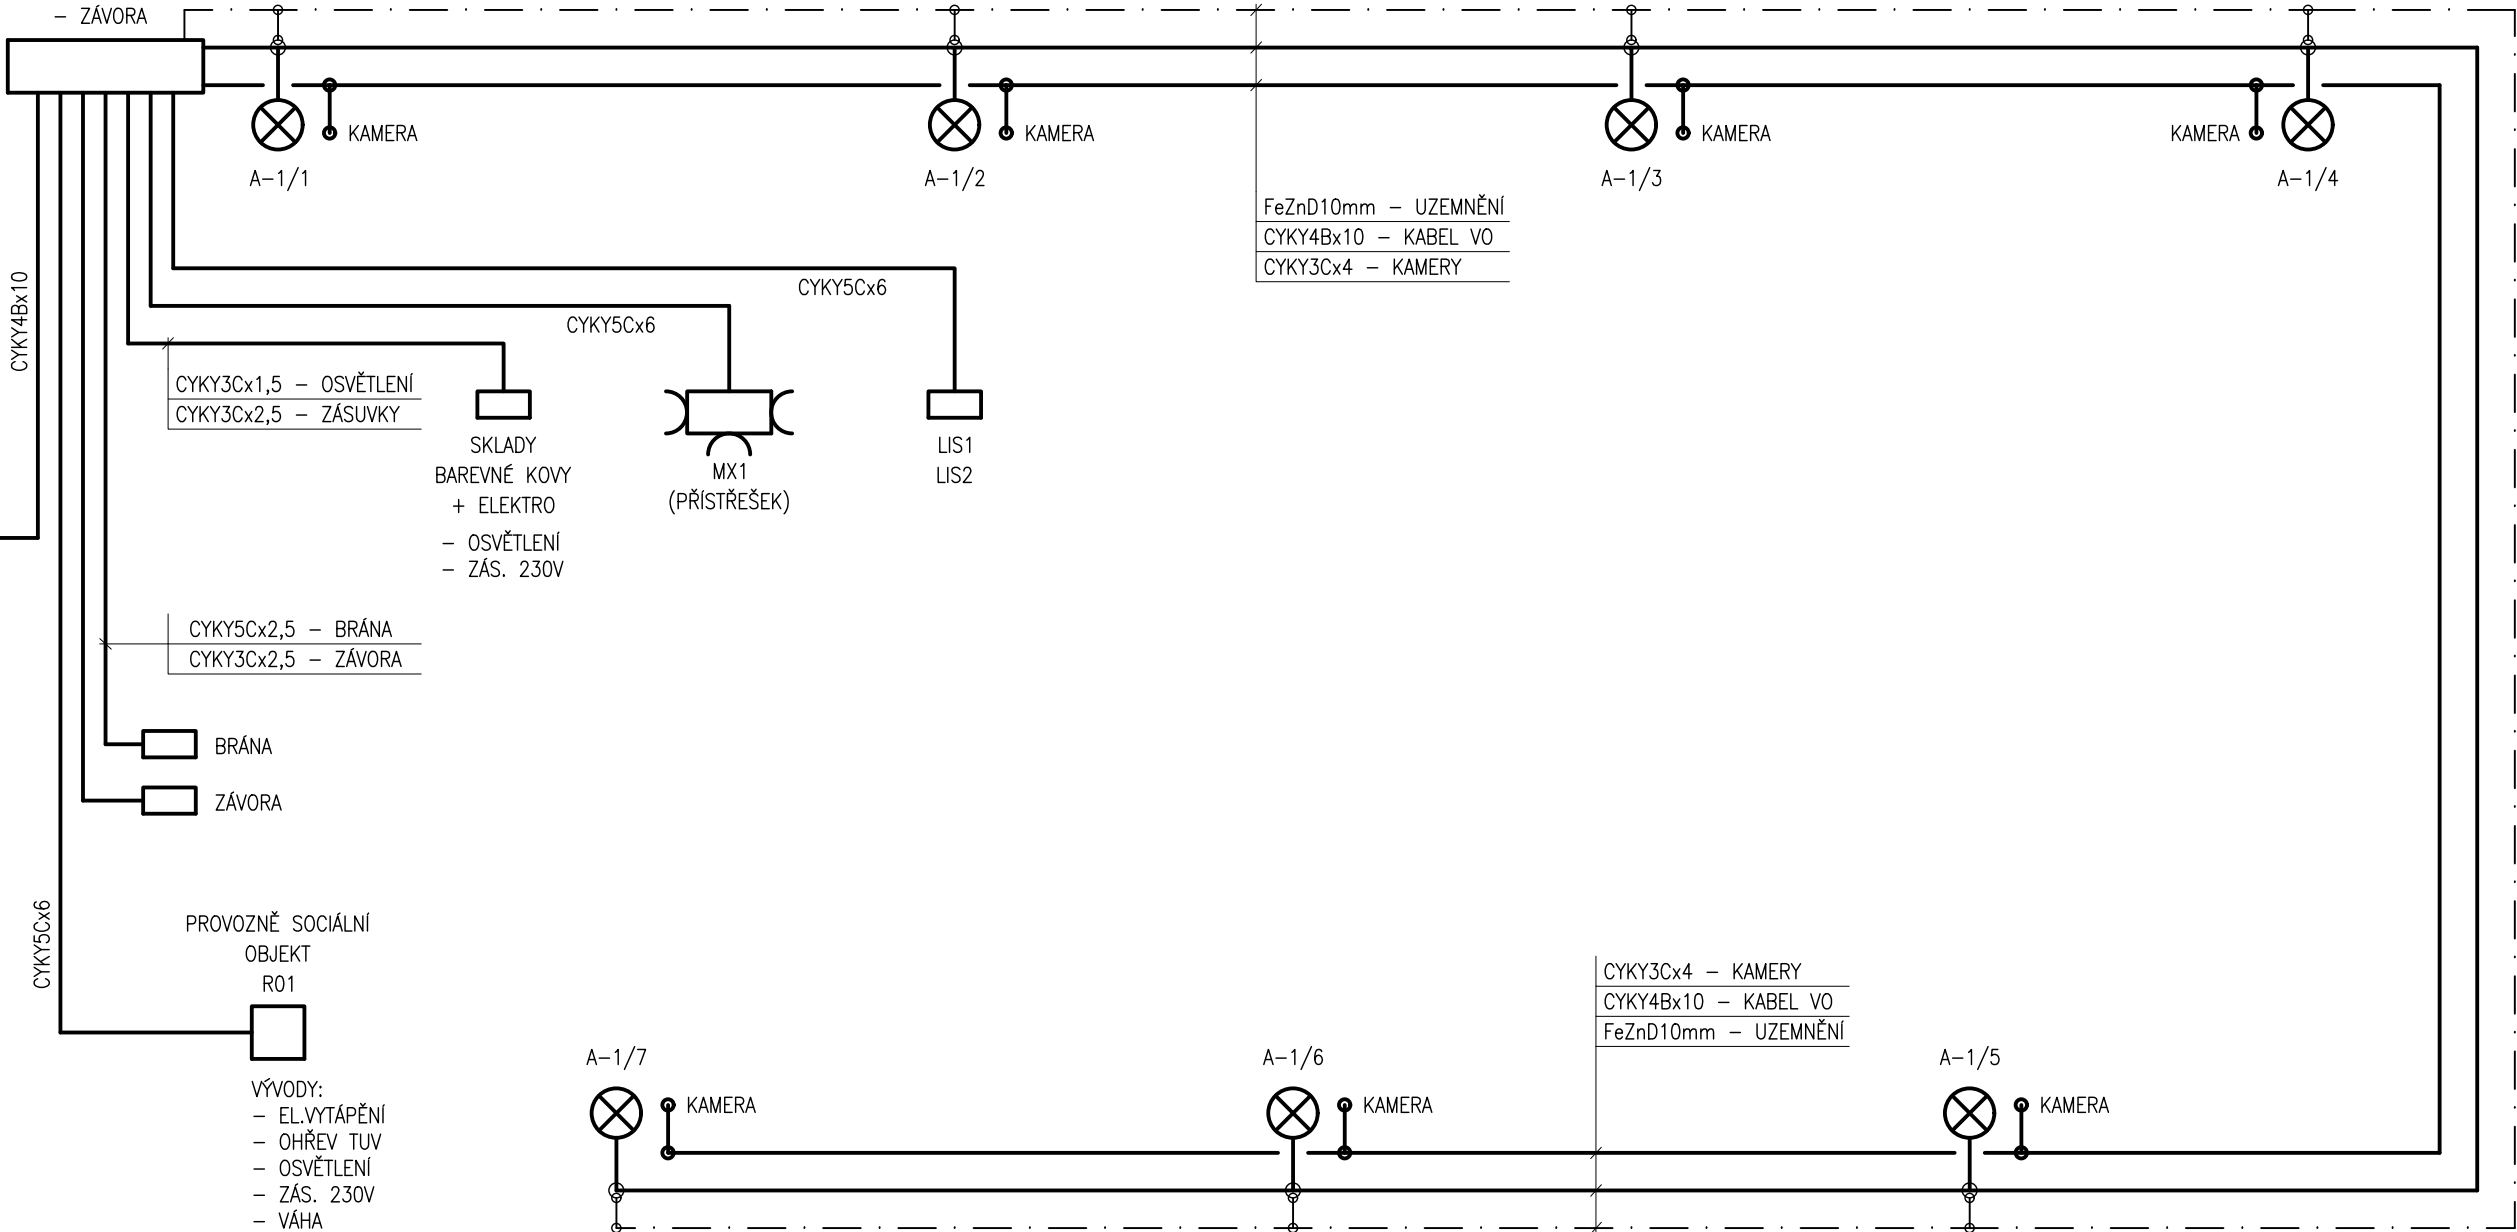 - ZÁVORA
KAMERA
KAMERA
KAMERA
KAMERA
A-1/1
A-1/2
A-1/3
A-1/4
FeZnD10mm - UZEMNĚNÍ
CYKY4Bx10 - KABEL VO
CYKY3Cx4 - KAMERY
CYKY4Bx10
CYKY5Cx6
CYKY5Cx6
CYKY3Cx1,5 - OSVĚTLENÍ
CYKY3Cx2,5 - ZÁSUVKY
SKLADY
BAREVNÉ KOVY
+ ELEKTRO
- OSVĚTLENÍ
- ZÁS. 230V
MX1
(PŘÍSTŘEŠEK)
LIS1
LIS2
CYKY5Cx2,5 - BRÁNA
CYKY3Cx2,5 - ZÁVORA
BRÁNA
ZÁVORA
CYKY5Cx6
PROVOZNĚ SOCIÁLNÍ
OBJEKT
R01
VÝVODY:
- EL.VYTÁPĚNÍ
- OHŘEV TUV
- OSVĚTLENÍ
- ZÁS. 230V
- VÁHA
CYKY3Cx4 - KAMERY
CYKY4Bx10 - KABEL VO
FeZnD10mm - UZEMNĚNÍ
A-1/7
A-1/6
A-1/5
KAMERA
KAMERA
KAMERA